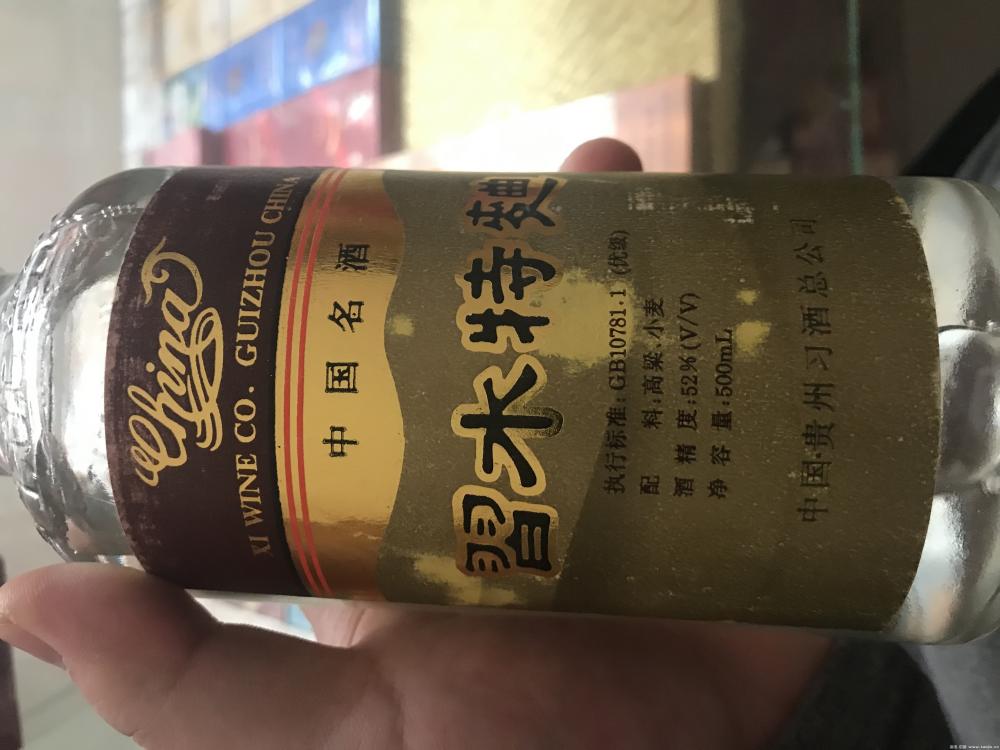 China
XI WINE CO. GUIZHOU CHINA
中国名酒
習水特麯
执行标准:GB10781·1 (优级)
配 料:高粱.小麦
酒 精 度:52%(V/V)
净 容 量:500mL
中国·贵州习酒总公司